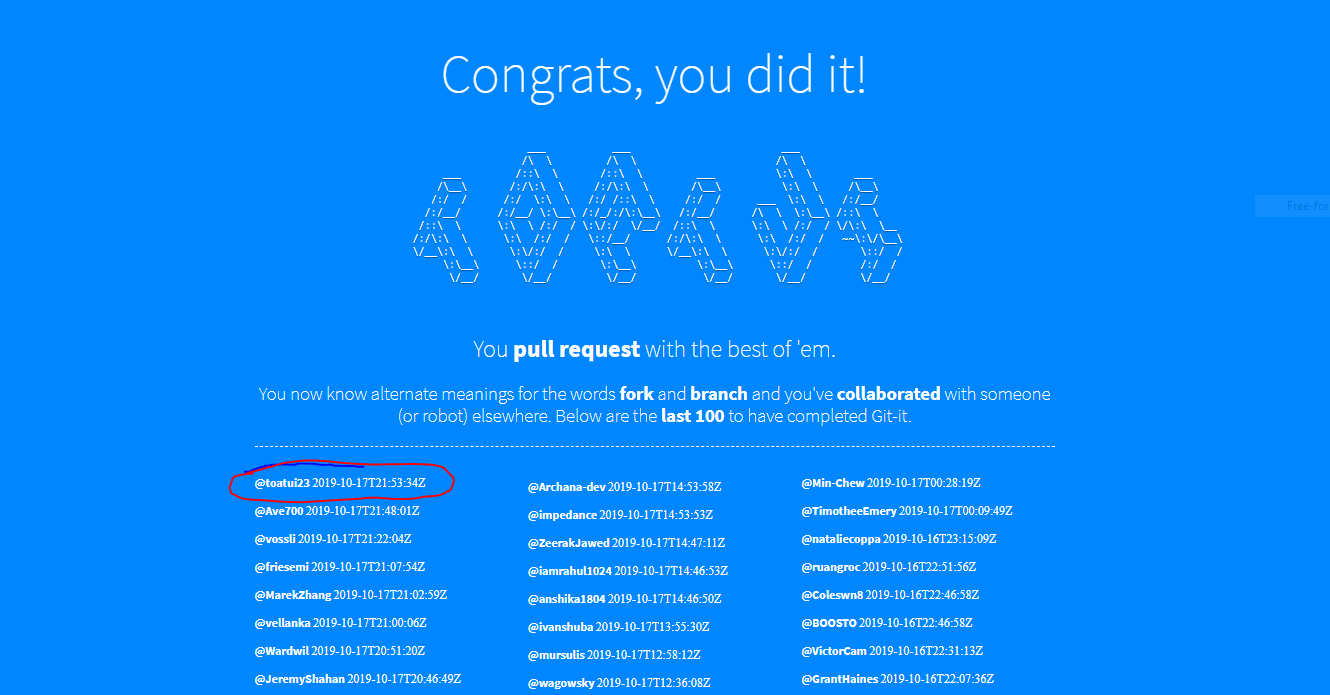 Congrats, you did it!
You pull request with the best of 'em.
You now know alternate meanings for the words fork and branch and you've collaborated with someone
(or robot) elsewhere. Below are the last 100 to have completed Git-it.
@toatui23 2019-10-17T21:53:34Z
@Ave700 2019-10-17T21:48:01Z
@vossli 2019-10-17T21:22:04Z
@friesemi 2019-10-17T21:07:54Z
@MarekZhang 2019-10-17T21:02:59Z
@vellanka 2019-10-17T21:00:06Z
@Wardwil 2019-10-17T20:51:20Z
@JeremyShahan 2019-10-17T20:46:49Z
@Archana-dev 2019-10-17T14:53:58Z
@impedance 2019-10-17T14:53:53Z
@ZeerakJawed 2019-10-17T14:47:11Z
@iamrahul1024 2019-10-17T14:46:53Z
@anshika1804 2019-10-17T14:46:50Z
@ivanshuba 2019-10-17T13:55:30Z
@mursulis 2019-10-17T12:58:12Z
@wagowsky 2019-10-17T12:36:08Z
@Min-Chew 2019-10-17T00:28:19Z
@TimotheeEmery 2019-10-17T00:09:49Z
@nataliecoppa 2019-10-16T23:15:09Z
@ruangroc 2019-10-16T22:51:56Z
@Coleswn8 2019-10-16T22:46:58Z
@BOOSTO 2019-10-16T22:46:58Z
@VictorCam 2019-10-16T22:31:13Z
@GrantHaines 2019-10-16T22:07:36Z
Free-for